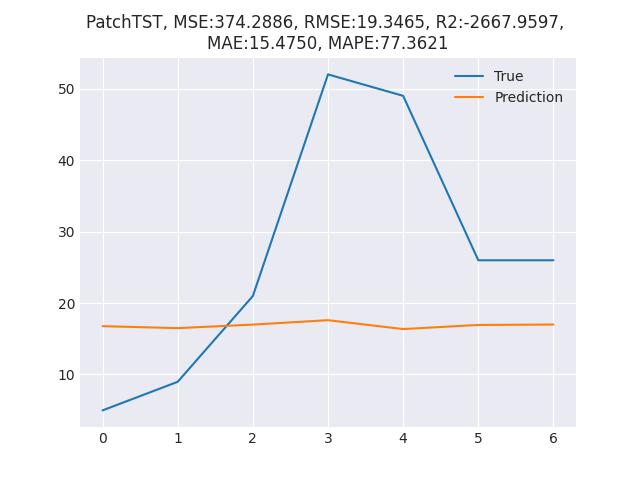 PatchTST, MSE:374.2886, RMSE:19.3465, R2:-2667.9597,
MAE:15.4750, MAPE:77.3621
True
Prediction
50
40
30
20
10
0 1 2 3 4 5 6